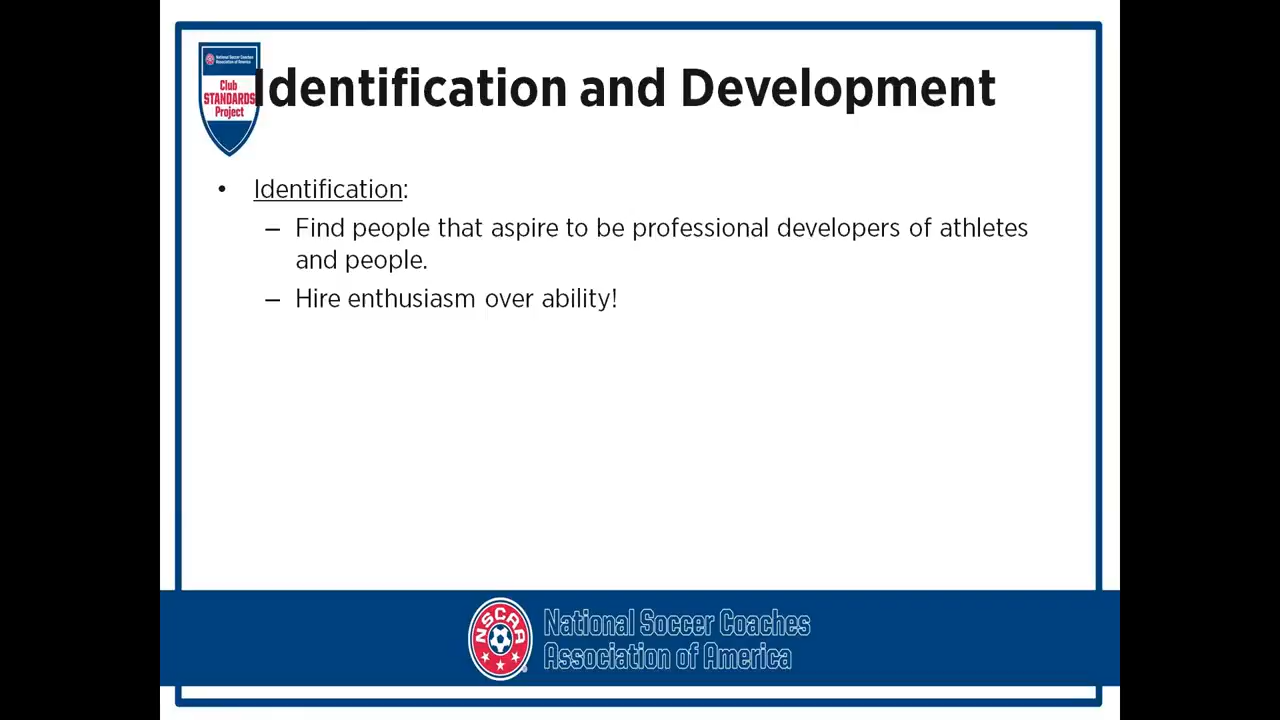 National Soccer Coaches
Association of America
Club
STANDARDS
Project
Identification and Development
• Identification:
– Find people that aspire to be professional developers of athletes
and people.
– Hire enthusiasm over ability!
NSCAA
National Soccer Coaches
Association of America